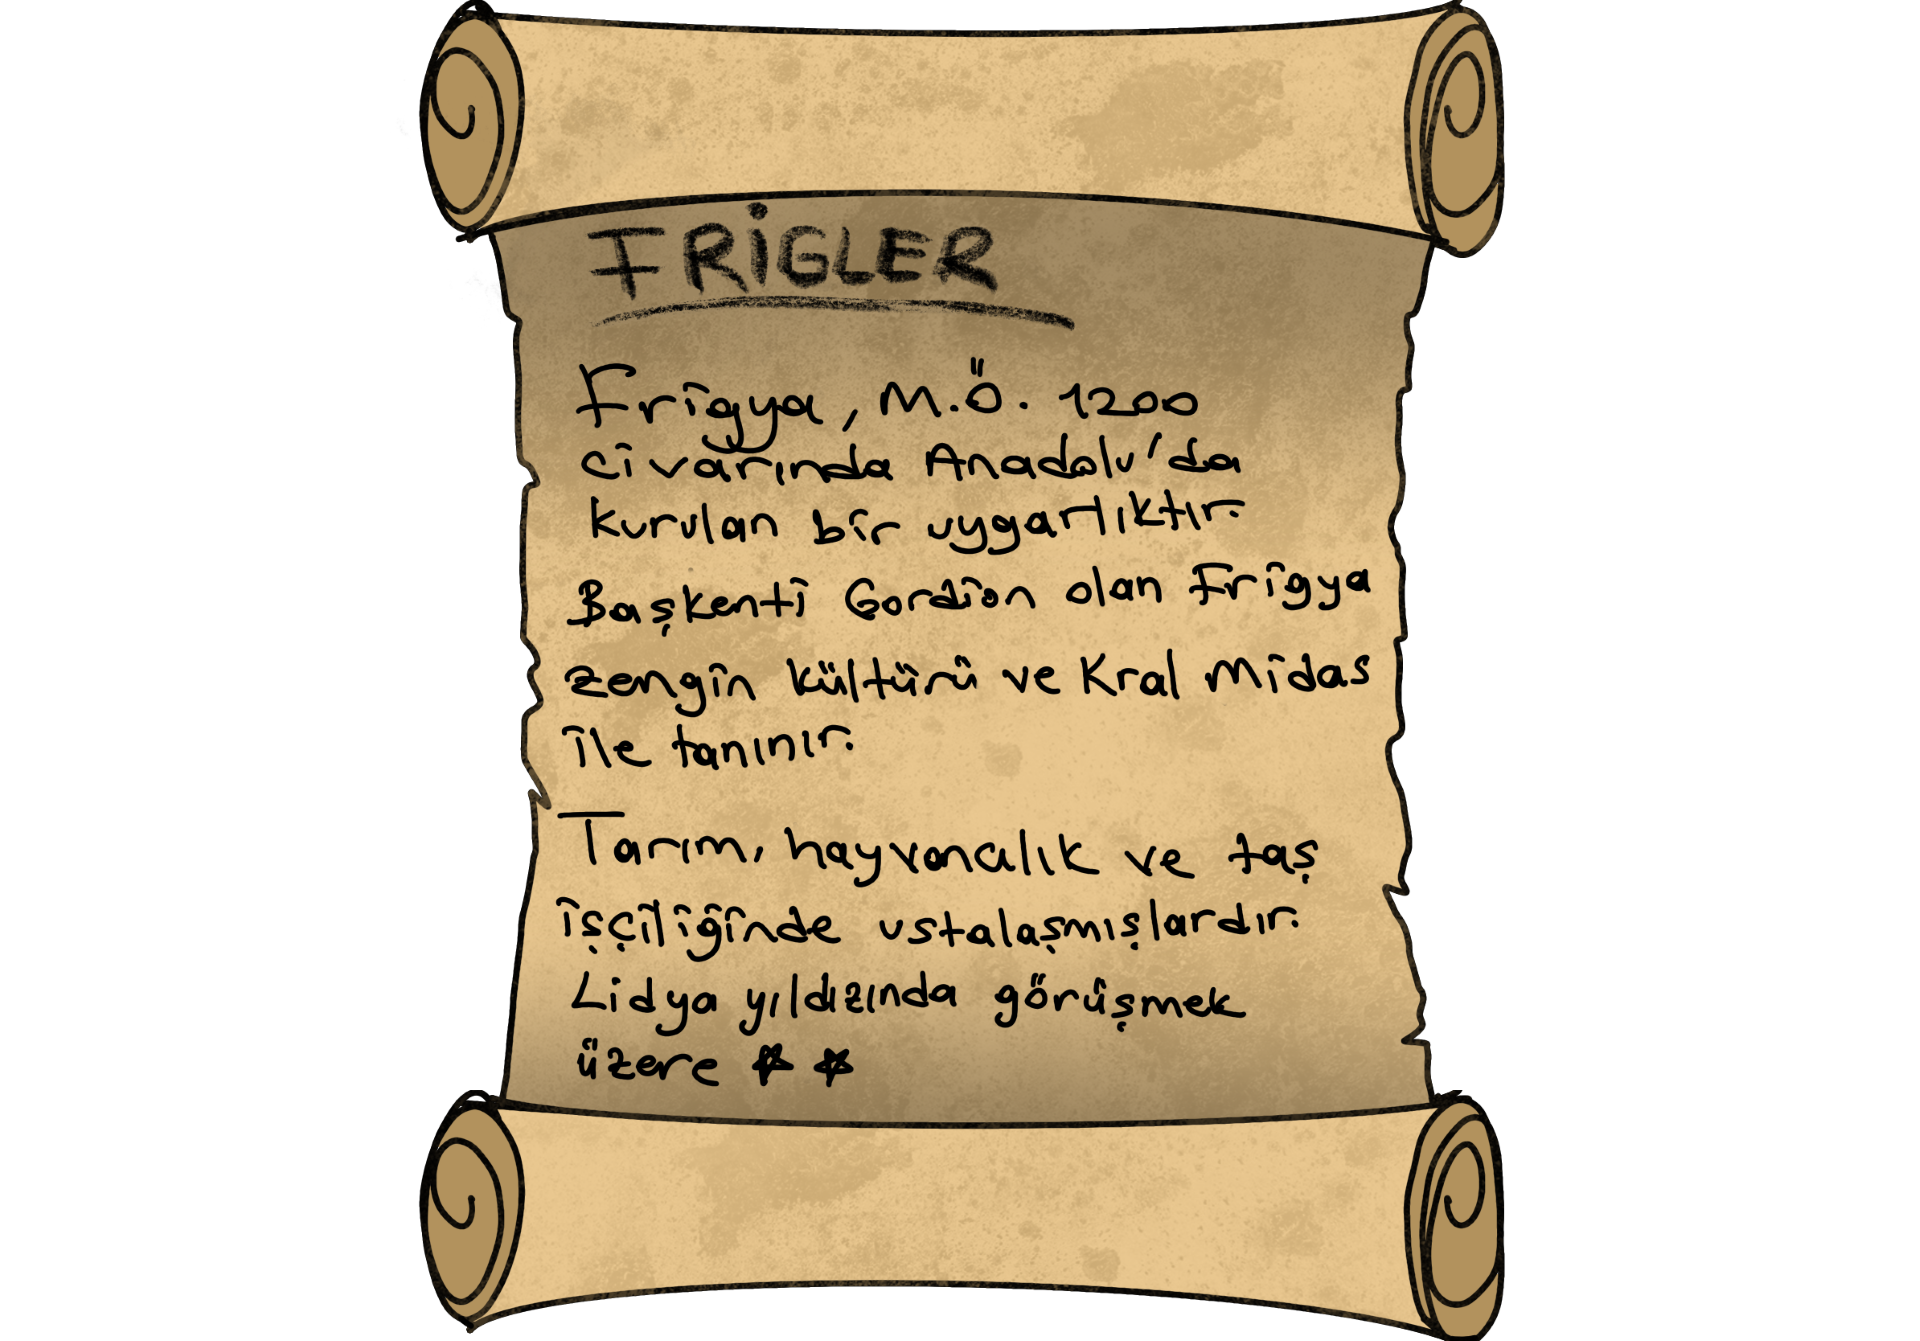 FRİGLER
Frigya, M.Ö. 1200
civarında Anadolu'da
kurulan bir uygarlıktır.
Başkenti Gordion olan Frigya
zengin kültürü ve Kral Midas
ile tanınır.
Tarım, hayvancılık ve taş
işçiliğinde ustalaşmışlardır.
Lidya yıldızında görüşmek
üzere ☆ ☆